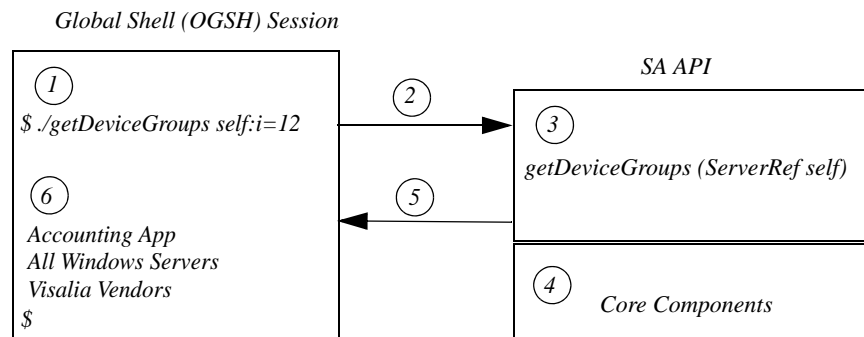 Global Shell (OGSH) Session
SA API
1
2
$ ./getDeviceGroups self:i=12
3
getDeviceGroups (ServerRef self)
6
5
Accounting App
All Windows Servers
Visalia Vendors
$
4
Core Components